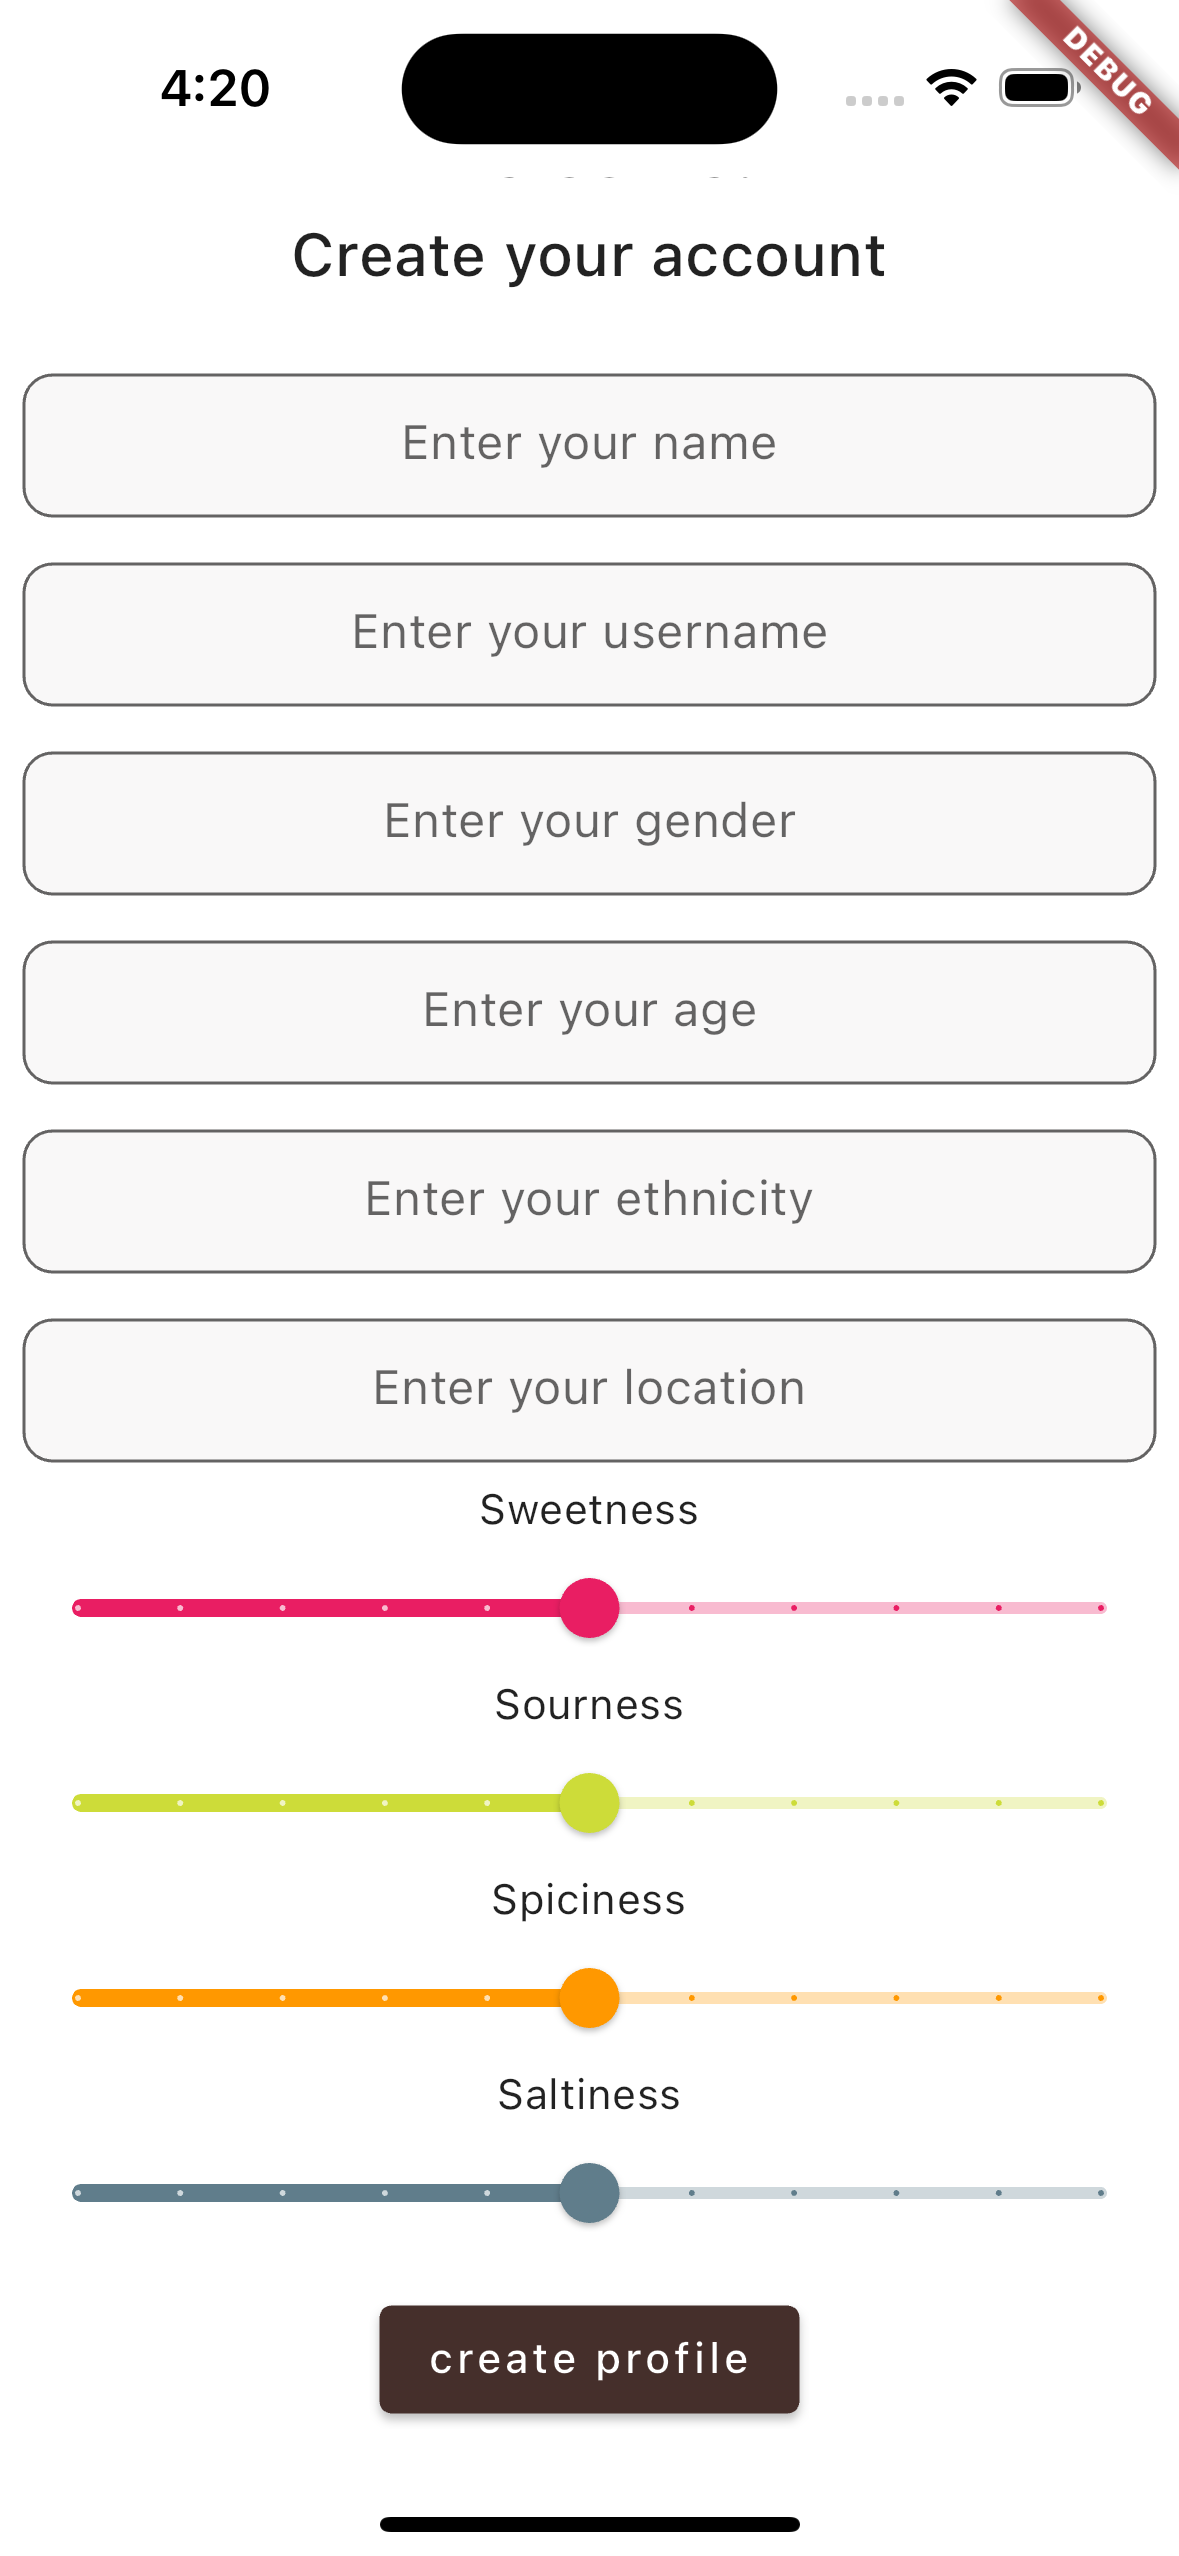 4:20
DEBUG
Create your account
Enter your name
Enter your username
Enter your gender
Enter your age
Enter your ethnicity
Enter your location
Sweetness
Sourness
Spiciness
Saltiness
create profile